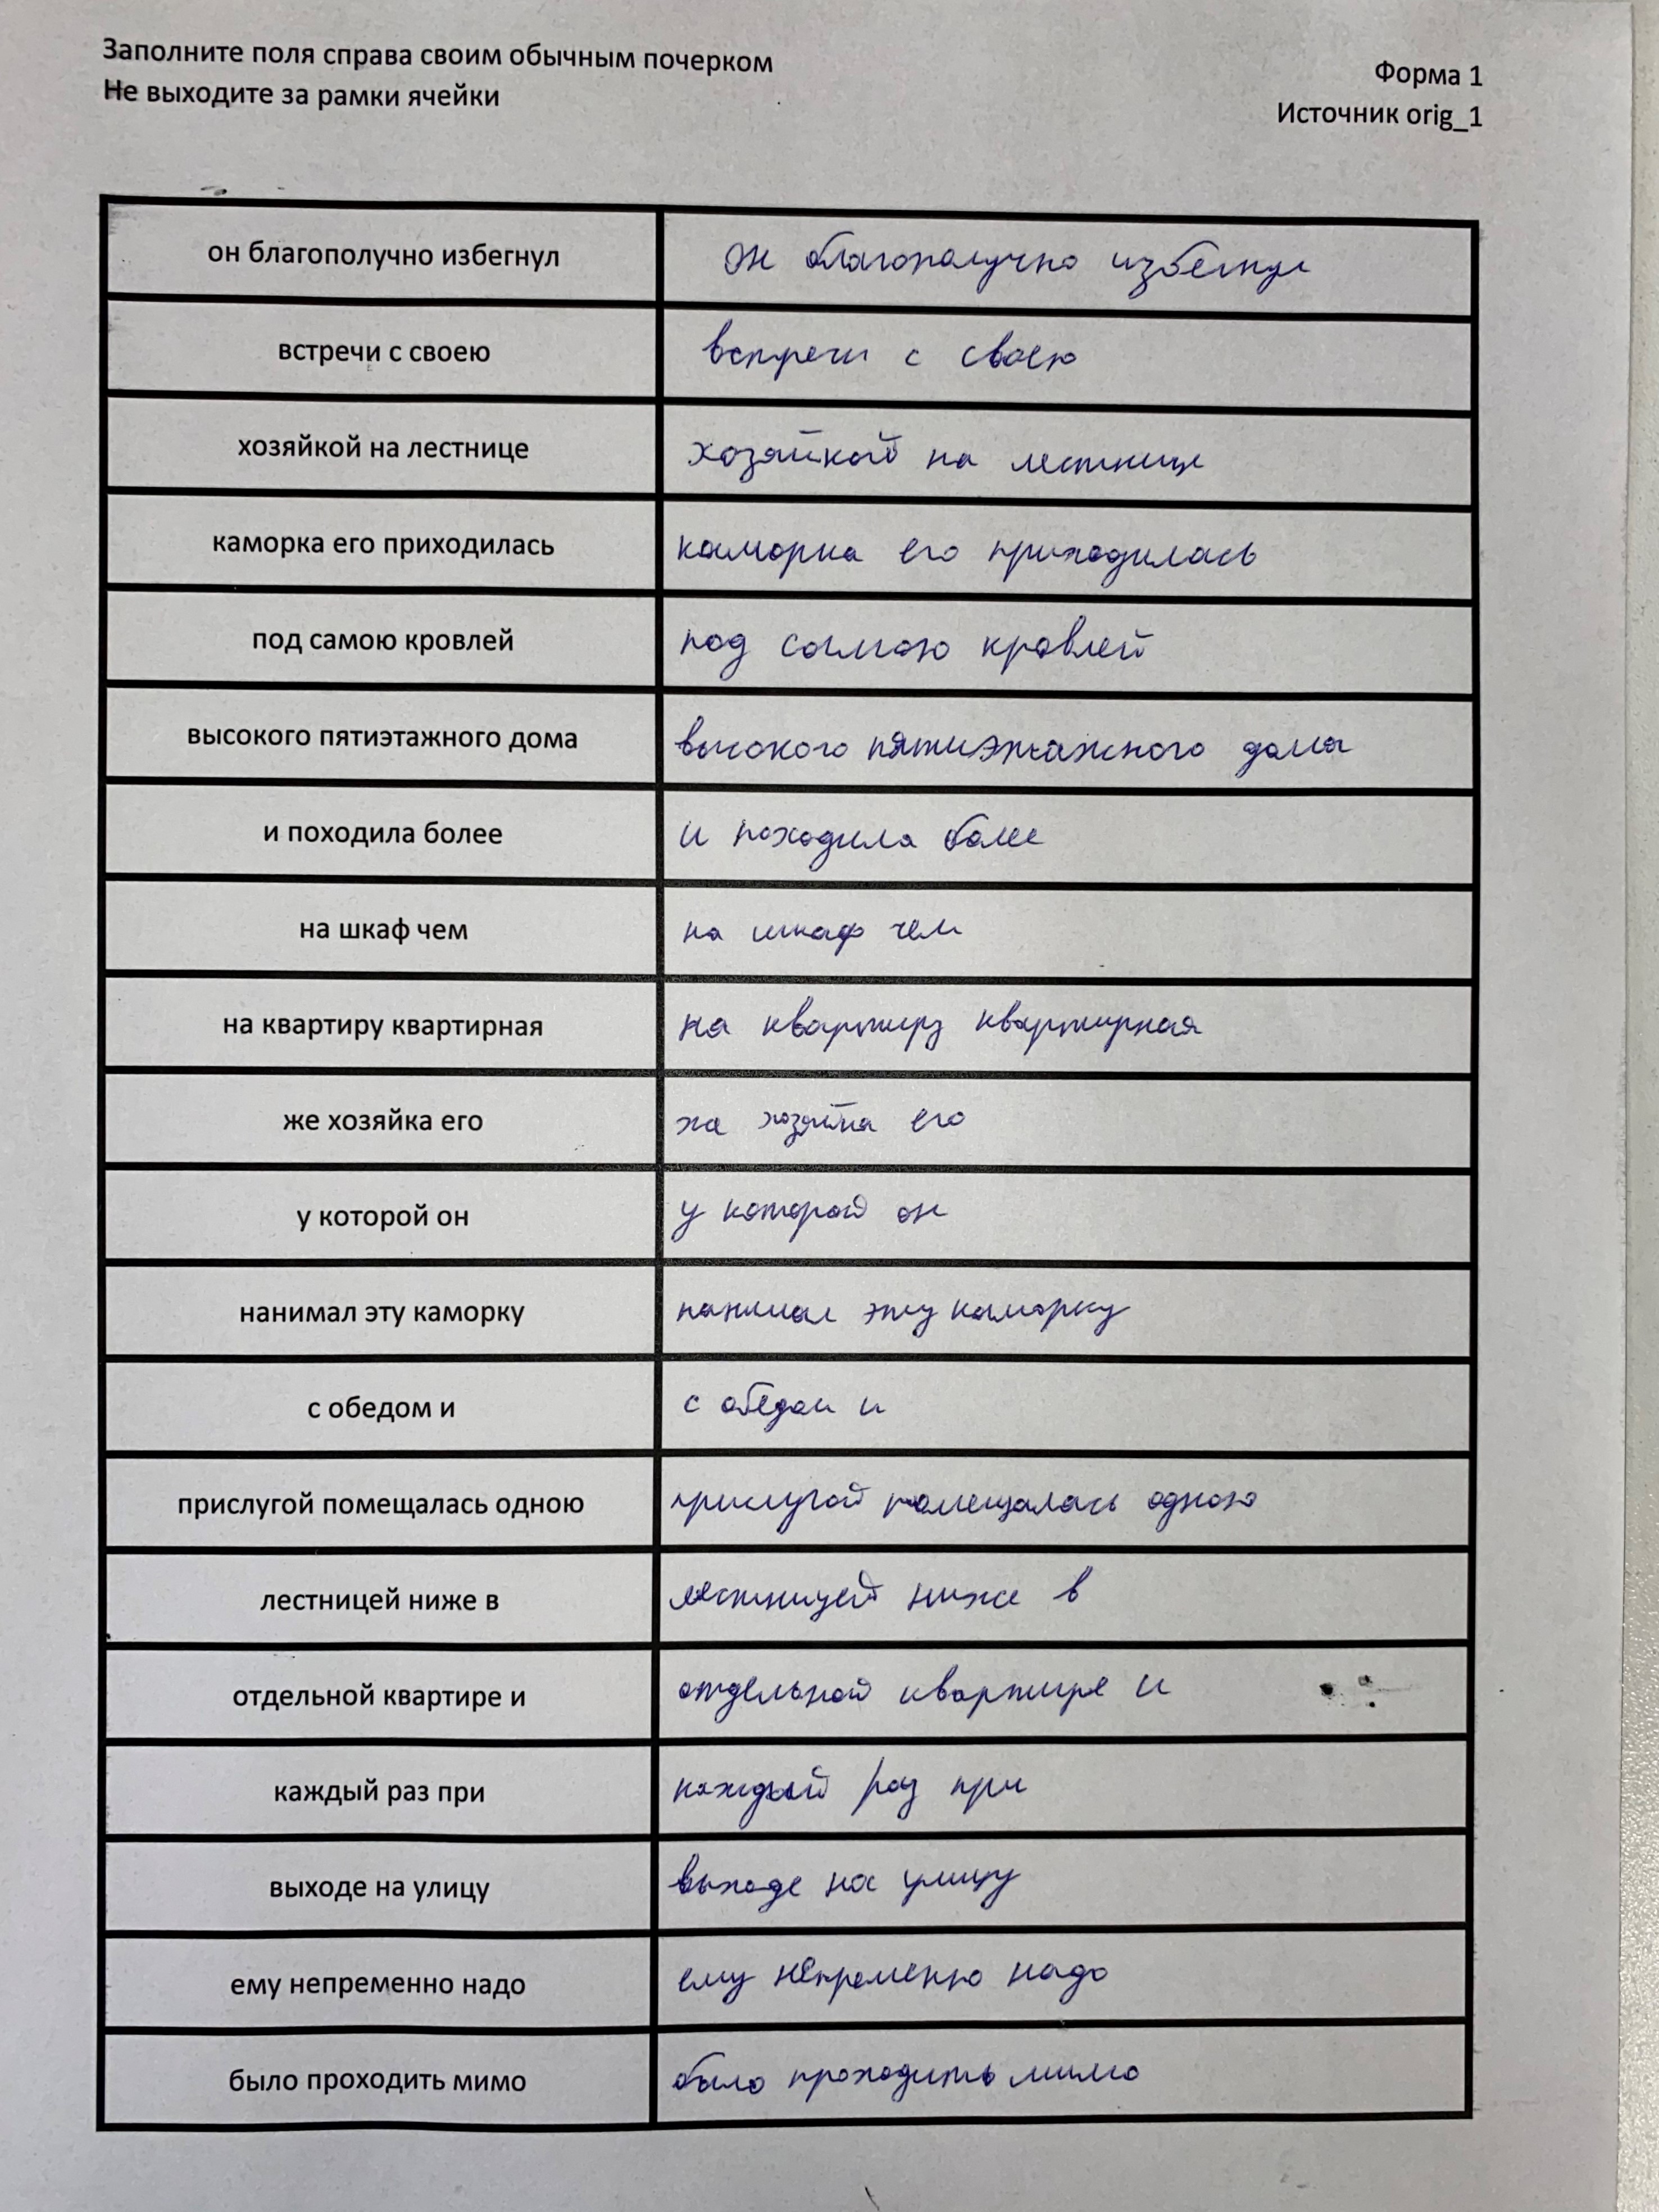 Заполните поля справа своим обычным почерком
Не выходите за рамки ячейки
Форма 1
Источник orig_1
он благополучно избегнул он благополучно избегнул
встречи с своею встречи с своею
хозяйкой на лестнице хозяйкой на лестнице
каморка его приходилась каморка его приходилась
под самою кровлей под самою кровлей
высокого пятиэтажного дома высокого пятиэтажного дома
и походила более и походила более
на шкаф чем на шкаф чем
на квартиру квартирная на квартиру квартирная
же хозяйка его же хозяйка его
у которой он у которой он
нанимал эту каморку нанимал эту каморку
с обедом и с обедом и
прислугой помещалась одною прислугой помещалась одною
лестницей ниже в лестницей ниже в
отдельной квартире и отдельной квартире и
каждый раз при каждый раз при
выходе на улицу выходе на улицу
ему непременно надо ему непременно надо
было проходить мимо было проходить мимо